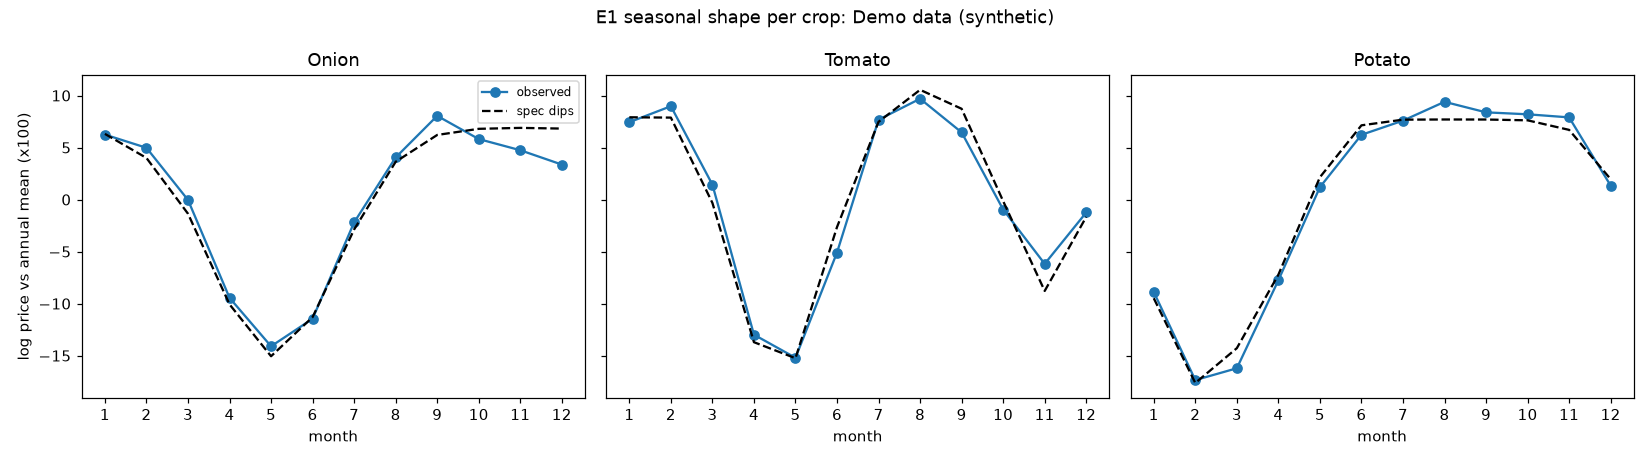 E1 seasonal shape per crop: Demo data (synthetic)
Onion
Tomato
Potato
observed
spec dips
log price vs annual mean (x100)
10
5
0
−5
−10
−15
1 2 3 4 5 6 7 8 9 10 11 12
1 2 3 4 5 6 7 8 9 10 11 12
1 2 3 4 5 6 7 8 9 10 11 12
month
month
month